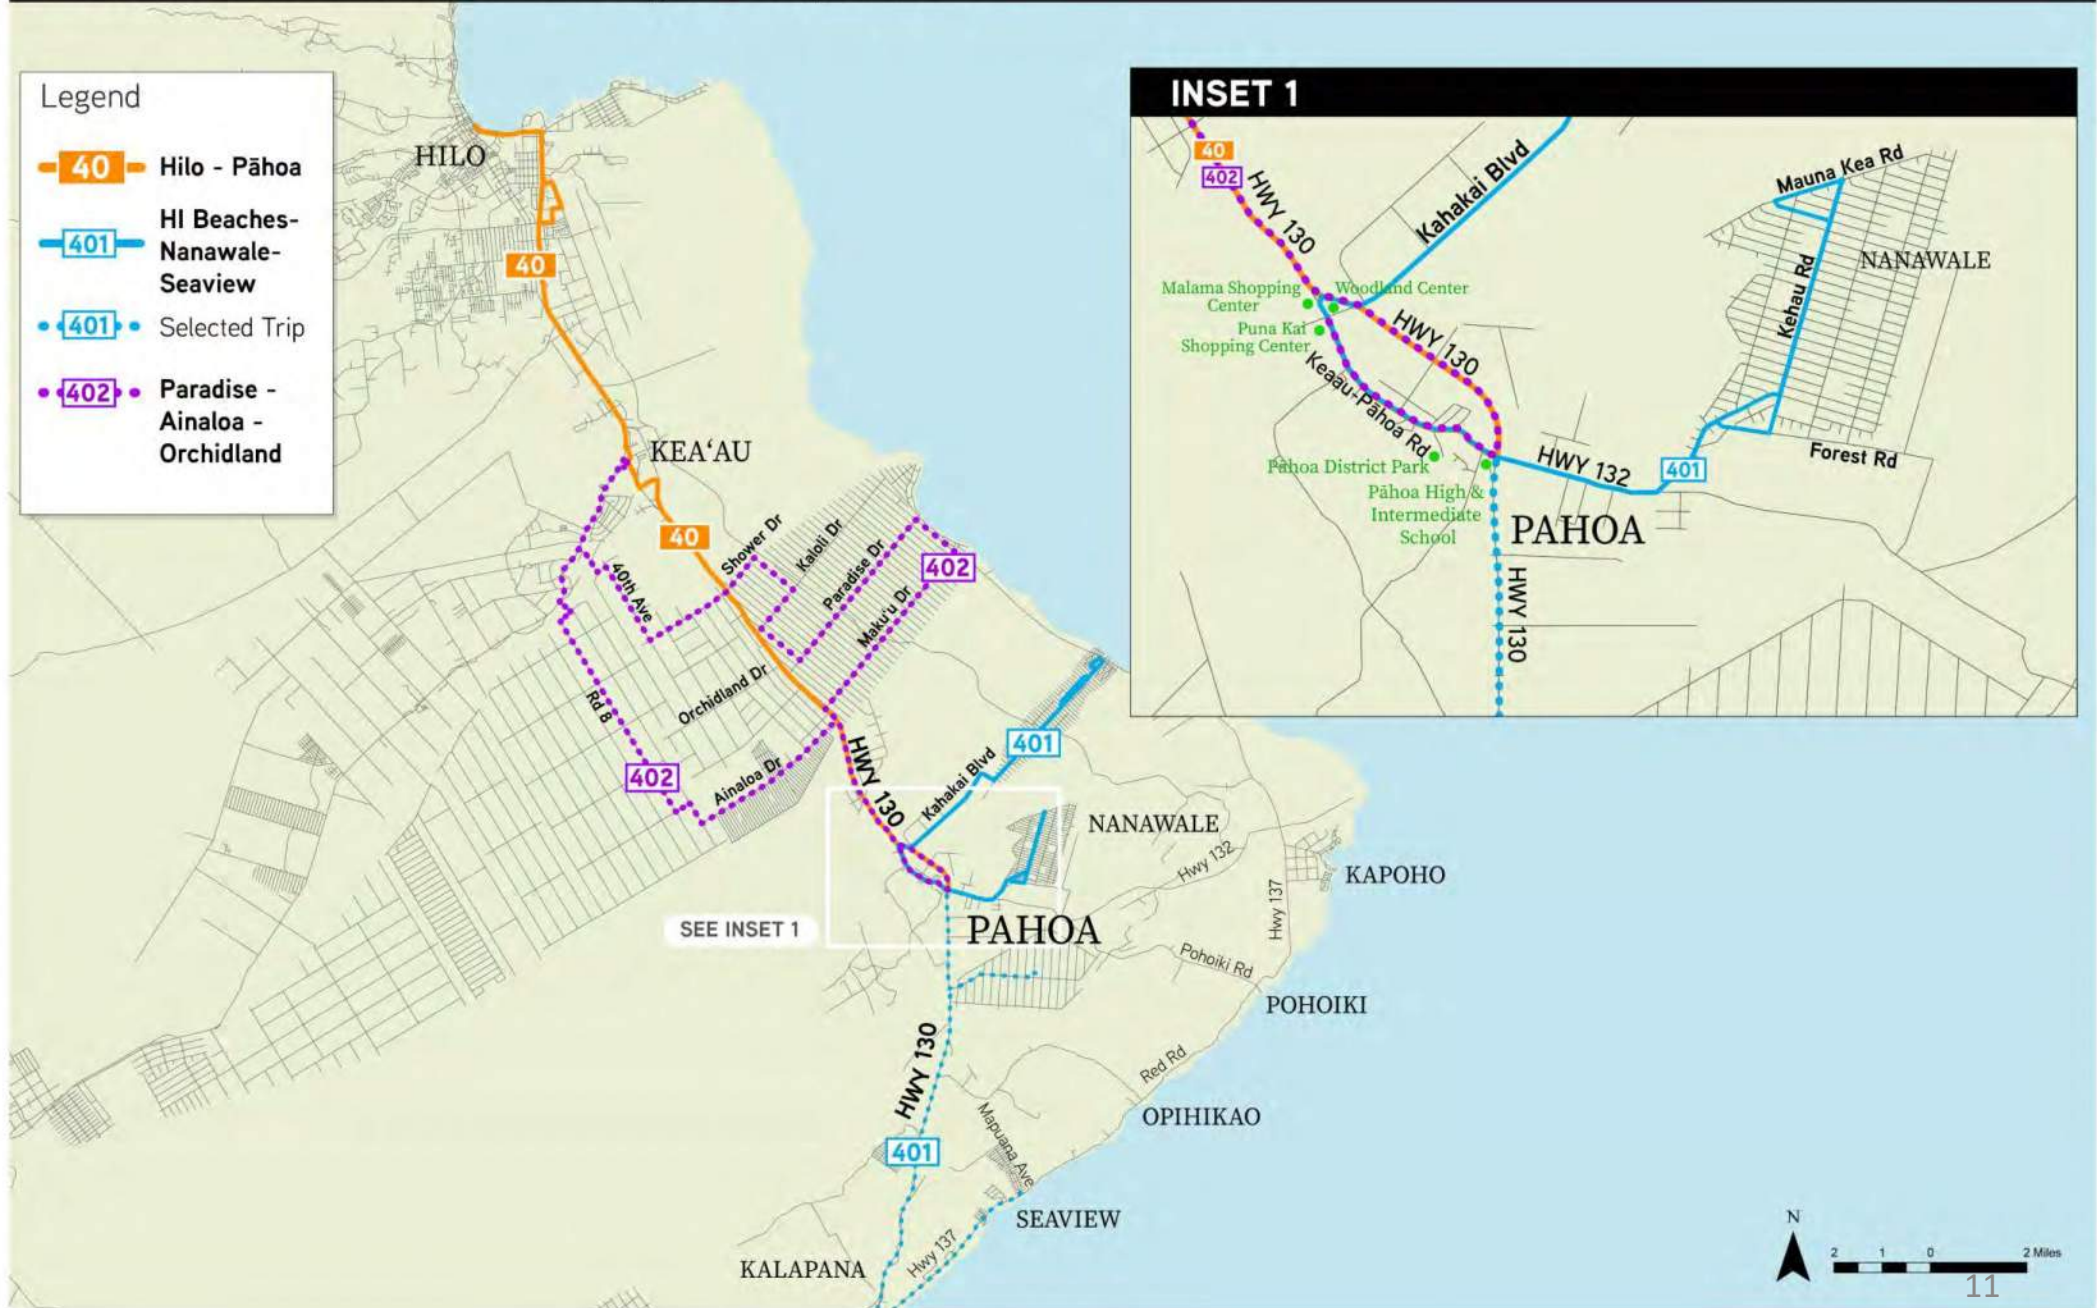 Legend
40 Hilo - Pāhoa
401 HI Beaches-
Nanawale-
Seaview
401 Selected Trip
402 Paradise -
Ainaloa -
Orchidland
HILO
40
KEA‘AU
40
Shower Dr
Kaloli Dr
Paradise Dr
Maku'u Dr
402
40th Ave
Rd 8
Orchidland Dr
402
Ainaloa Dr
HWY 130
Kahakai Blvd
401
NANAWALE
Hwy 132
Hwy 137
KAPOHO
SEE INSET 1
PAHOA
Pohoiki Rd
POHOIKI
HWY 130
Red Rd
OPIHIKAO
Mapuana Ave
401
SEAVIEW
Hwy 137
KALAPANA
INSET 1
40
402
HWY 130
Kahakai Blvd
Mauna Kea Rd
NANAWALE
Kehau Rd
Malama Shopping
Center
Woodland Center
Puna Kai
Shopping Center
HWY 130
Keaau-Pāhoa Rd
Forest Rd
HWY 132
401
Pāhoa District Park
Pāhoa High &
Intermediate
School
PAHOA
HWY 130
N
2 1 0 2 Miles
11